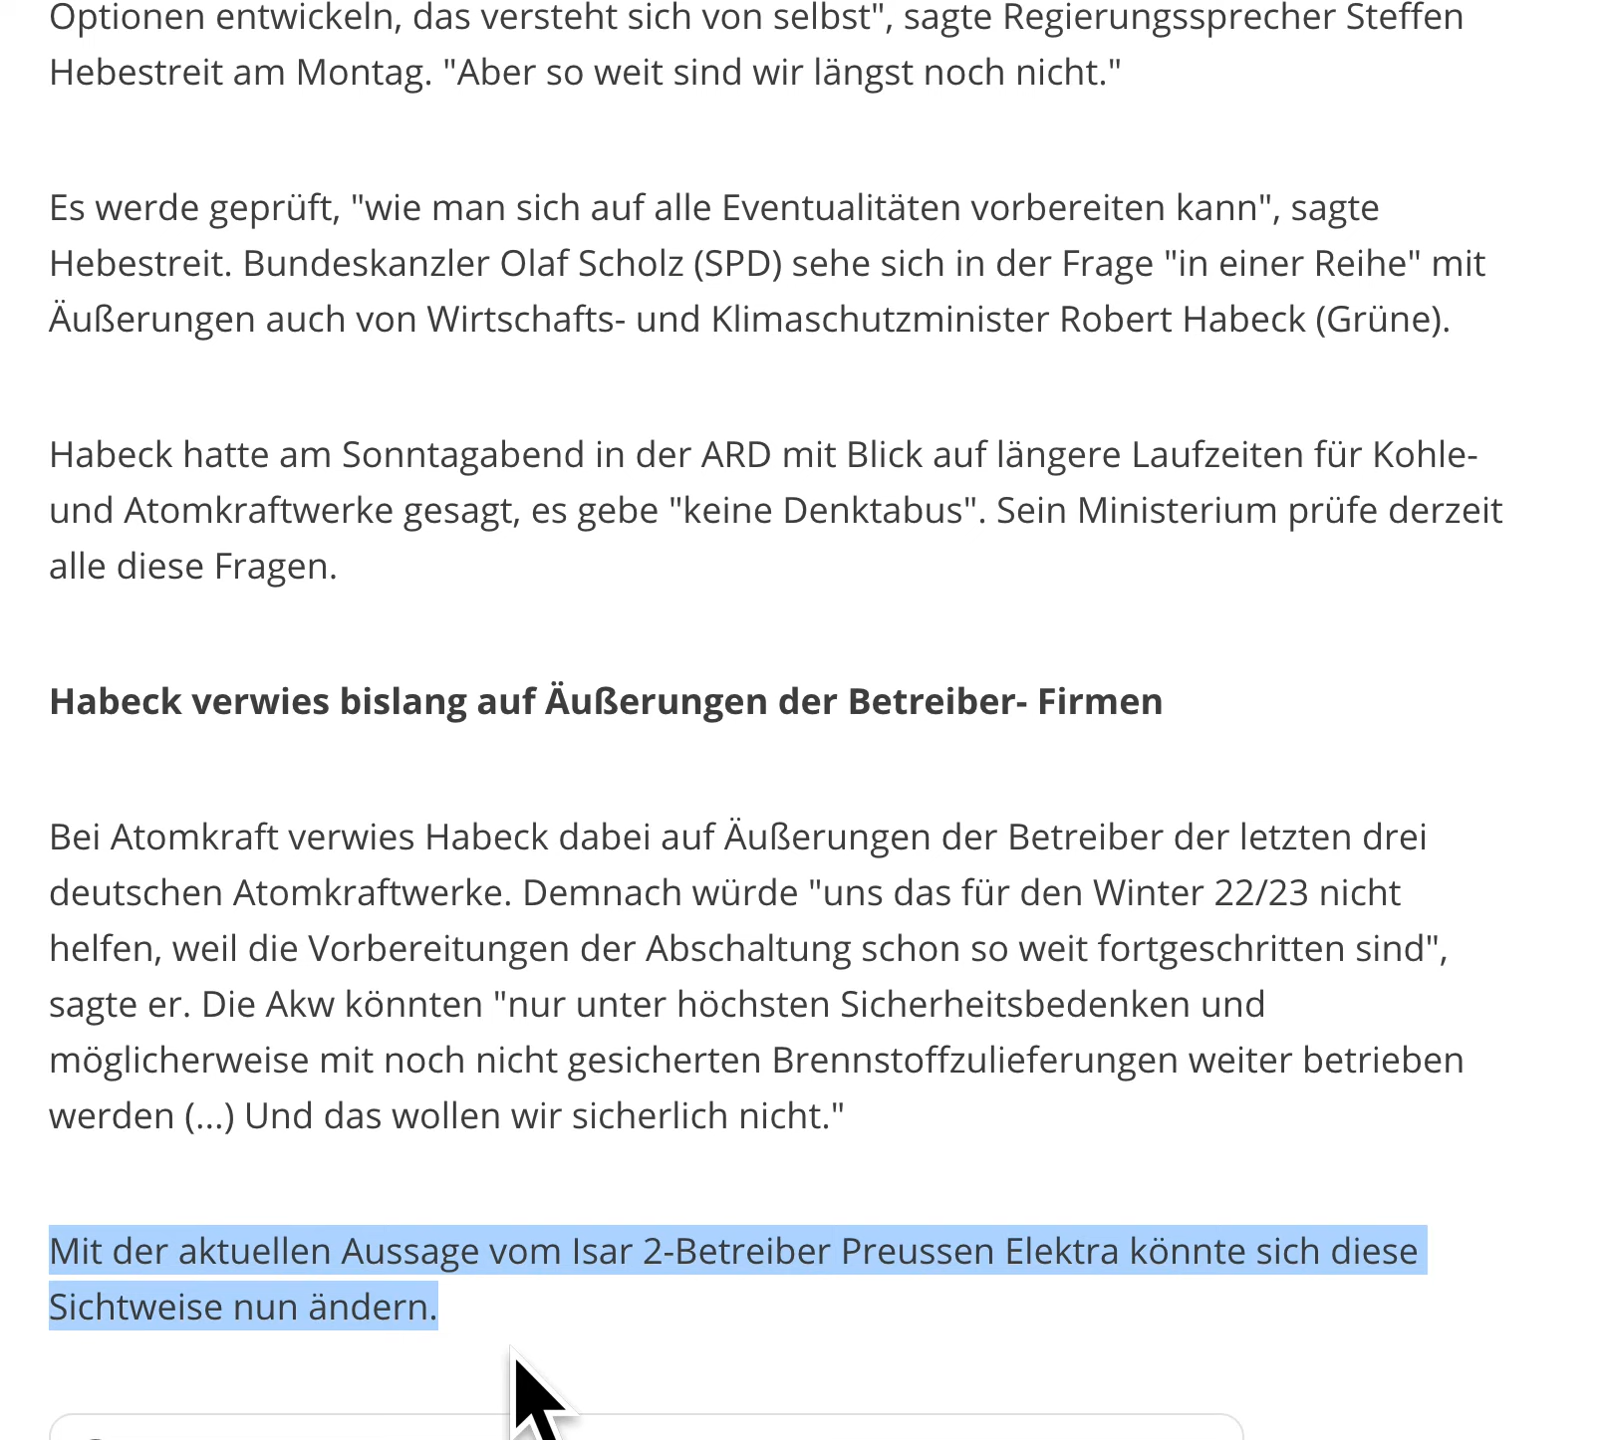 Optionen entwickeln, das versteht sich von selbst", sagte Regierungssprecher Steffen
Hebestreit am Montag. "Aber so weit sind wir längst noch nicht."
Es werde geprüft, "wie man sich auf alle Eventualitäten vorbereiten kann", sagte
Hebestreit. Bundeskanzler Olaf Scholz (SPD) sehe sich in der Frage "in einer Reihe" mit
Äußerungen auch von Wirtschafts- und Klimaschutzminister Robert Habeck (Grüne).
Habeck hatte am Sonntagabend in der ARD mit Blick auf längere Laufzeiten für Kohle-
und Atomkraftwerke gesagt, es gebe "keine Denktabus". Sein Ministerium prüfe derzeit
alle diese Fragen.
Habeck verwies bislang auf Äußerungen der Betreiber- Firmen
Bei Atomkraft verwies Habeck dabei auf Äußerungen der Betreiber der letzten drei
deutschen Atomkraftwerke. Demnach würde "uns das für den Winter 22/23 nicht
helfen, weil die Vorbereitungen der Abschaltung schon so weit fortgeschritten sind",
sagte er. Die Akw könnten "nur unter höchsten Sicherheitsbedenken und
möglicherweise mit noch nicht gesicherten Brennstoffzulieferungen weiter betrieben
werden (...) Und das wollen wir sicherlich nicht."
Mit der aktuellen Aussage vom Isar 2-Betreiber Preussen Elektra könnte sich diese
Sichtweise nun ändern.